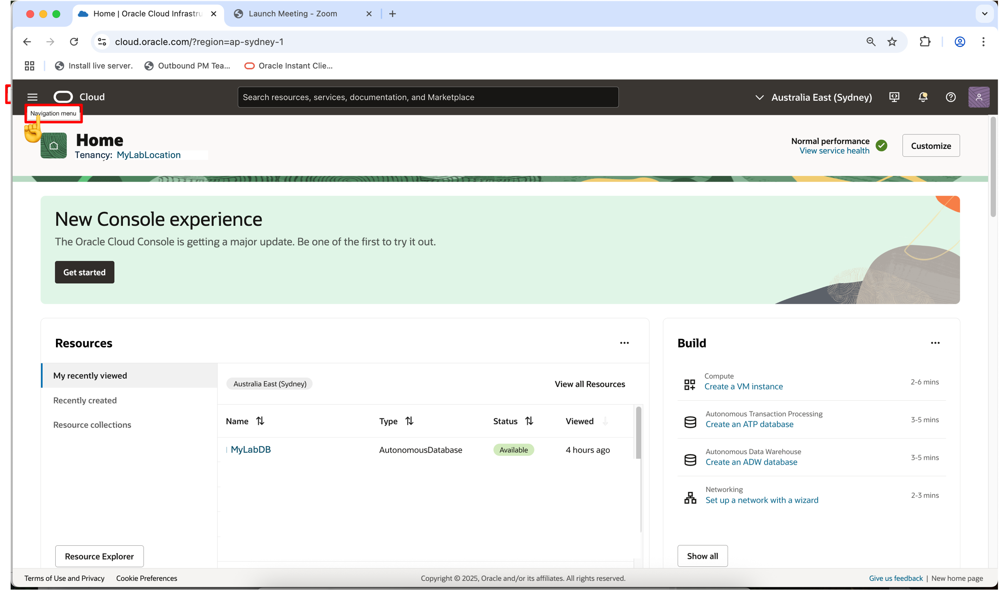 Home | Oracle Cloud Infrastru
Launch Meeting - Zoom
cloud.oracle.com/?region=ap-sydney-1
Install live server.
Outbound PM Tea...
Oracle Instant Clie...
Cloud
Search resources, services, documentation, and Marketplace
Australia East (Sydney)
Navigation menu
Home
Tenancy: MyLabLocation
Normal performance
View service health
Customize
New Console experience
The Oracle Cloud Console is getting a major update. Be one of the first to try it out.
Get started
Resources
My recently viewed
Recently created
Resource collections
Australia East (Sydney)
View all Resources
Name Type Status Viewed
MyLabDB AutonomousDatabase Available 4 hours ago
Resource Explorer
Build
Compute
Create a VM instance
2-6 mins
Autonomous Transaction Processing
Create an ATP database
3-5 mins
Autonomous Data Warehouse
Create an ADW database
3-5 mins
Networking
Set up a network with a wizard
2-3 mins
Show all
Terms of Use and Privacy
Cookie Preferences
Copyright © 2025, Oracle and/or its affiliates. All rights reserved.
Give us feedback | New home page